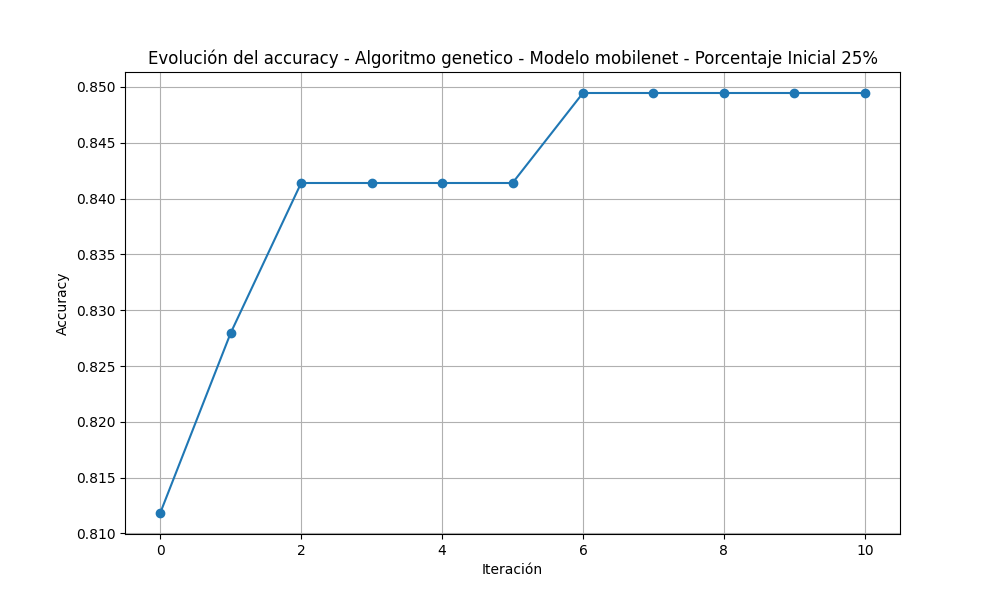 Evolución del accuracy - Algoritmo genetico - Modelo mobilenet - Porcentaje Inicial 25%
0.850
0.845
0.840
0.835
0.830
0.825
0.820
0.815
0.810
Accuracy
0 2 4 6 8 10
Iteración